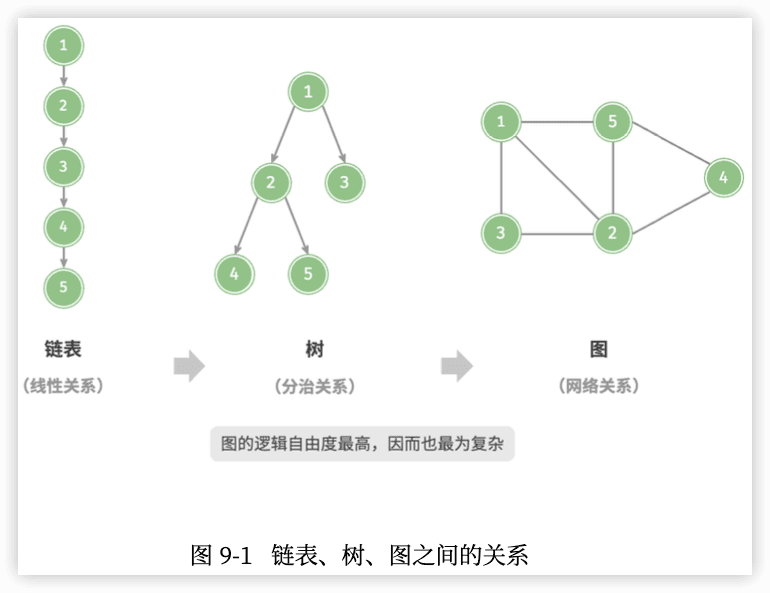 1
2
3
4
5
1
2
3
4
5
1
5
4
3
2
链表
树
图
（线性关系）
（分治关系）
（网络关系）
图的逻辑自由度最高，因而也最为复杂
图 9-1 链表、树、图之间的关系